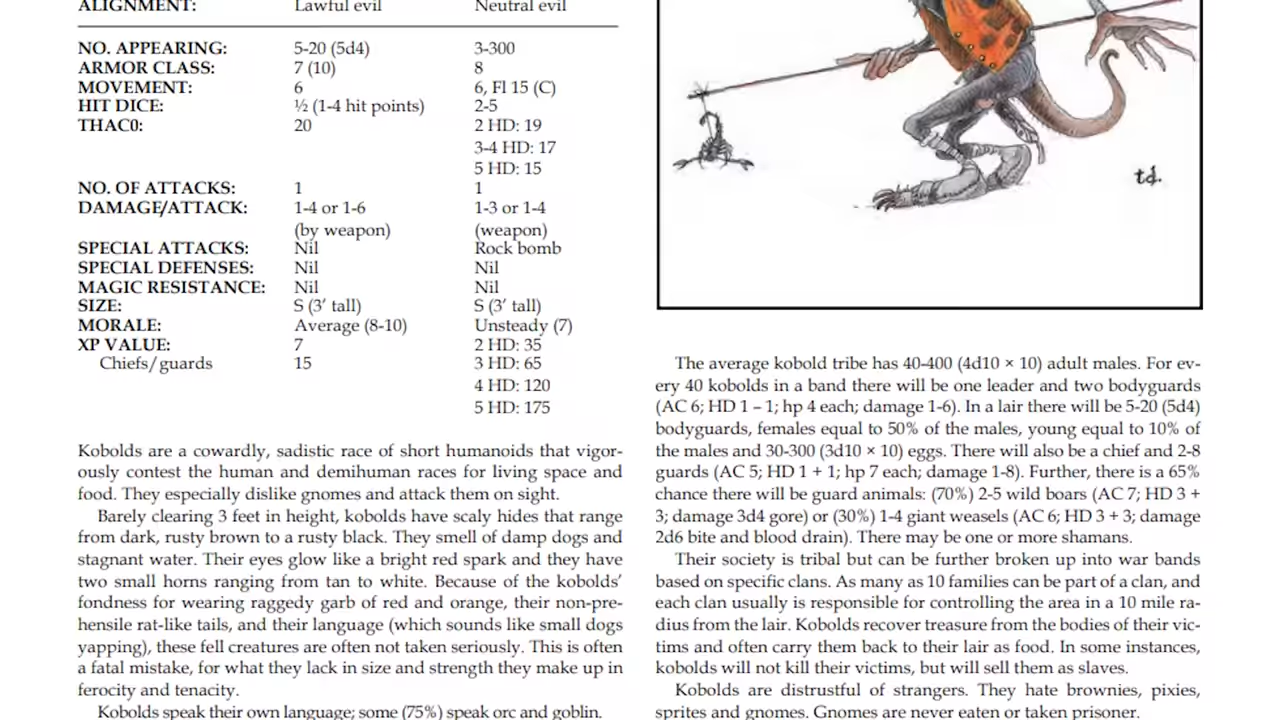 ALIGNMENT: Lawful evil Neutral evil
NO. APPEARING: 5-20 (5d4) 3-300
ARMOR CLASS: 7 (10) 8
MOVEMENT: 6 6, Fl 15 (C)
HIT DICE: ½ (1-4 hit points) 2-5
THAC0: 20 2 HD: 19
3-4 HD: 17
5 HD: 15
NO. OF ATTACKS: 1 1
DAMAGE/ATTACK: 1-4 or 1-6 1-3 or 1-4
(by weapon) (weapon)
SPECIAL ATTACKS: Nil Rock bomb
SPECIAL DEFENSES: Nil Nil
MAGIC RESISTANCE: Nil Nil
SIZE: S (3’ tall) S (3’ tall)
MORALE: Average (8-10) Unsteady (7)
XP VALUE: 7 2 HD: 35
Chiefs/guards 15 3 HD: 65
4 HD: 120
5 HD: 175
Kobolds are a cowardly, sadistic race of short humanoids that vigor-
ously contest the human and demihuman races for living space and
food. They especially dislike gnomes and attack them on sight.
Barely clearing 3 feet in height, kobolds have scaly hides that range
from dark, rusty brown to a rusty black. They smell of damp dogs and
stagnant water. Their eyes glow like a bright red spark and they have
two small horns ranging from tan to white. Because of the kobolds’
fondness for wearing raggedy garb of red and orange, their non-pre-
hensile rat-like tails, and their language (which sounds like small dogs
yapping), these fell creatures are often not taken seriously. This is often
a fatal mistake, for what they lack in size and strength they make up in
ferocity and tenacity.
Kobolds speak their own language; some (75%) speak orc and goblin.
td.
The average kobold tribe has 40-400 (4d10 × 10) adult males. For ev-
ery 40 kobolds in a band there will be one leader and two bodyguards
(AC 6; HD 1 – 1; hp 4 each; damage 1-6). In a lair there will be 5-20 (5d4)
bodyguards, females equal to 50% of the males, young equal to 10% of
the males and 30-300 (3d10 × 10) eggs. There will also be a chief and 2-8
guards (AC 5; HD 1 + 1; hp 7 each; damage 1-8). Further, there is a 65%
chance there will be guard animals: (70%) 2-5 wild boars (AC 7; HD 3 +
3; damage 3d4 gore) or (30%) 1-4 giant weasels (AC 6; HD 3 + 3; damage
2d6 bite and blood drain). There may be one or more shamans.
Their society is tribal but can be further broken up into war bands
based on specific clans. As many as 10 families can be part of a clan, and
each clan usually is responsible for controlling the area in a 10 mile ra-
dius from the lair. Kobolds recover treasure from the bodies of their vic-
tims and often carry them back to their lair as food. In some instances,
kobolds will not kill their victims, but will sell them as slaves.
Kobolds are distrustful of strangers. They hate brownies, pixies,
sprites and gnomes. Gnomes are never eaten or taken prisoner.